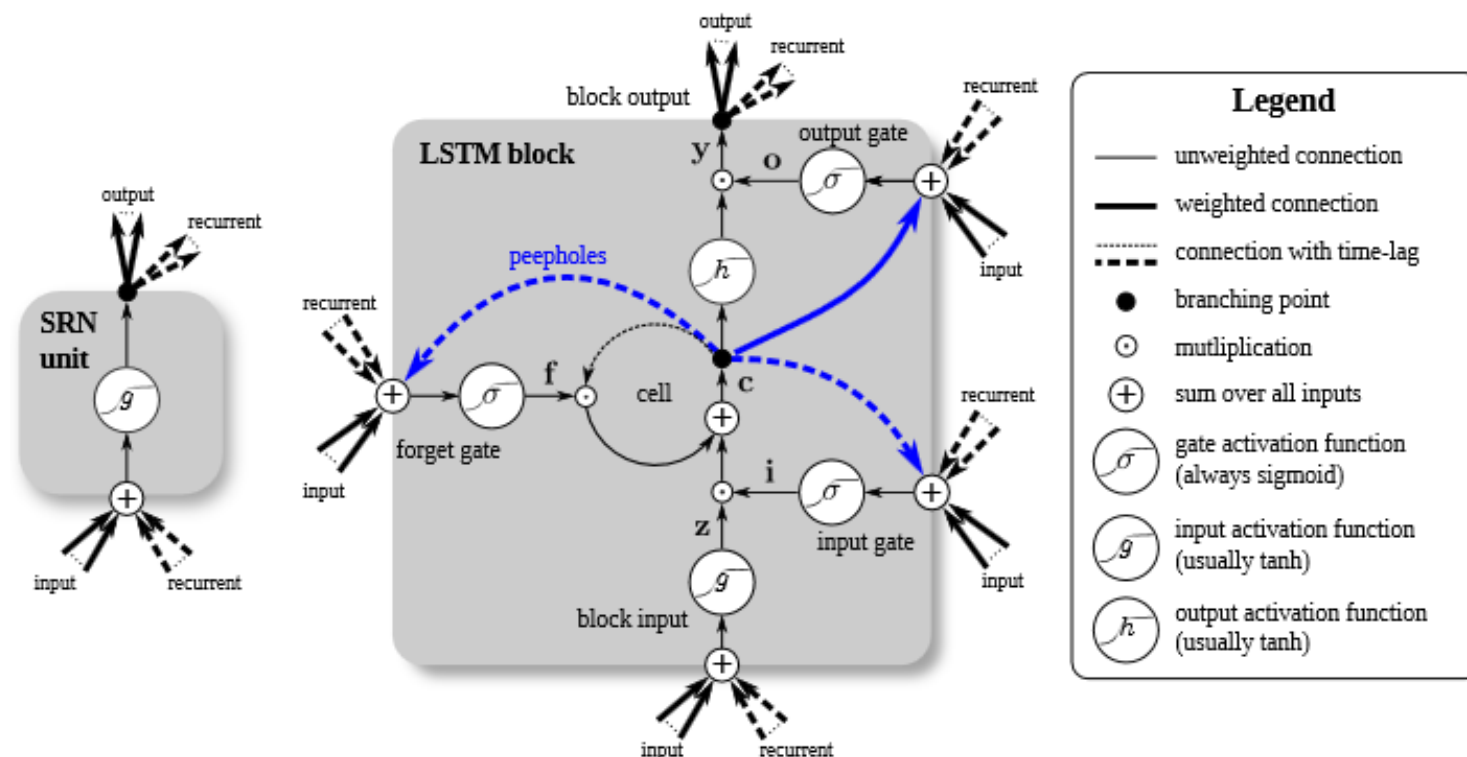 output
recurrent
SRN
unit
g
input
recurrent
output
recurrent
block output
LSTM block
y
output gate
o
σ
recurrent
input
h
peepholes
recurrent
input
σ
f
forget gate
cell
c
recurrent
input
i
σ
input gate
z
g
block input
input
recurrent
Legend
unweighted connection
weighted connection
connection with time-lag
branching point
mutliplication
sum over all inputs
σ
gate activation function
(always sigmoid)
g
input activation function
(usually tanh)
h
output activation function
(usually tanh)